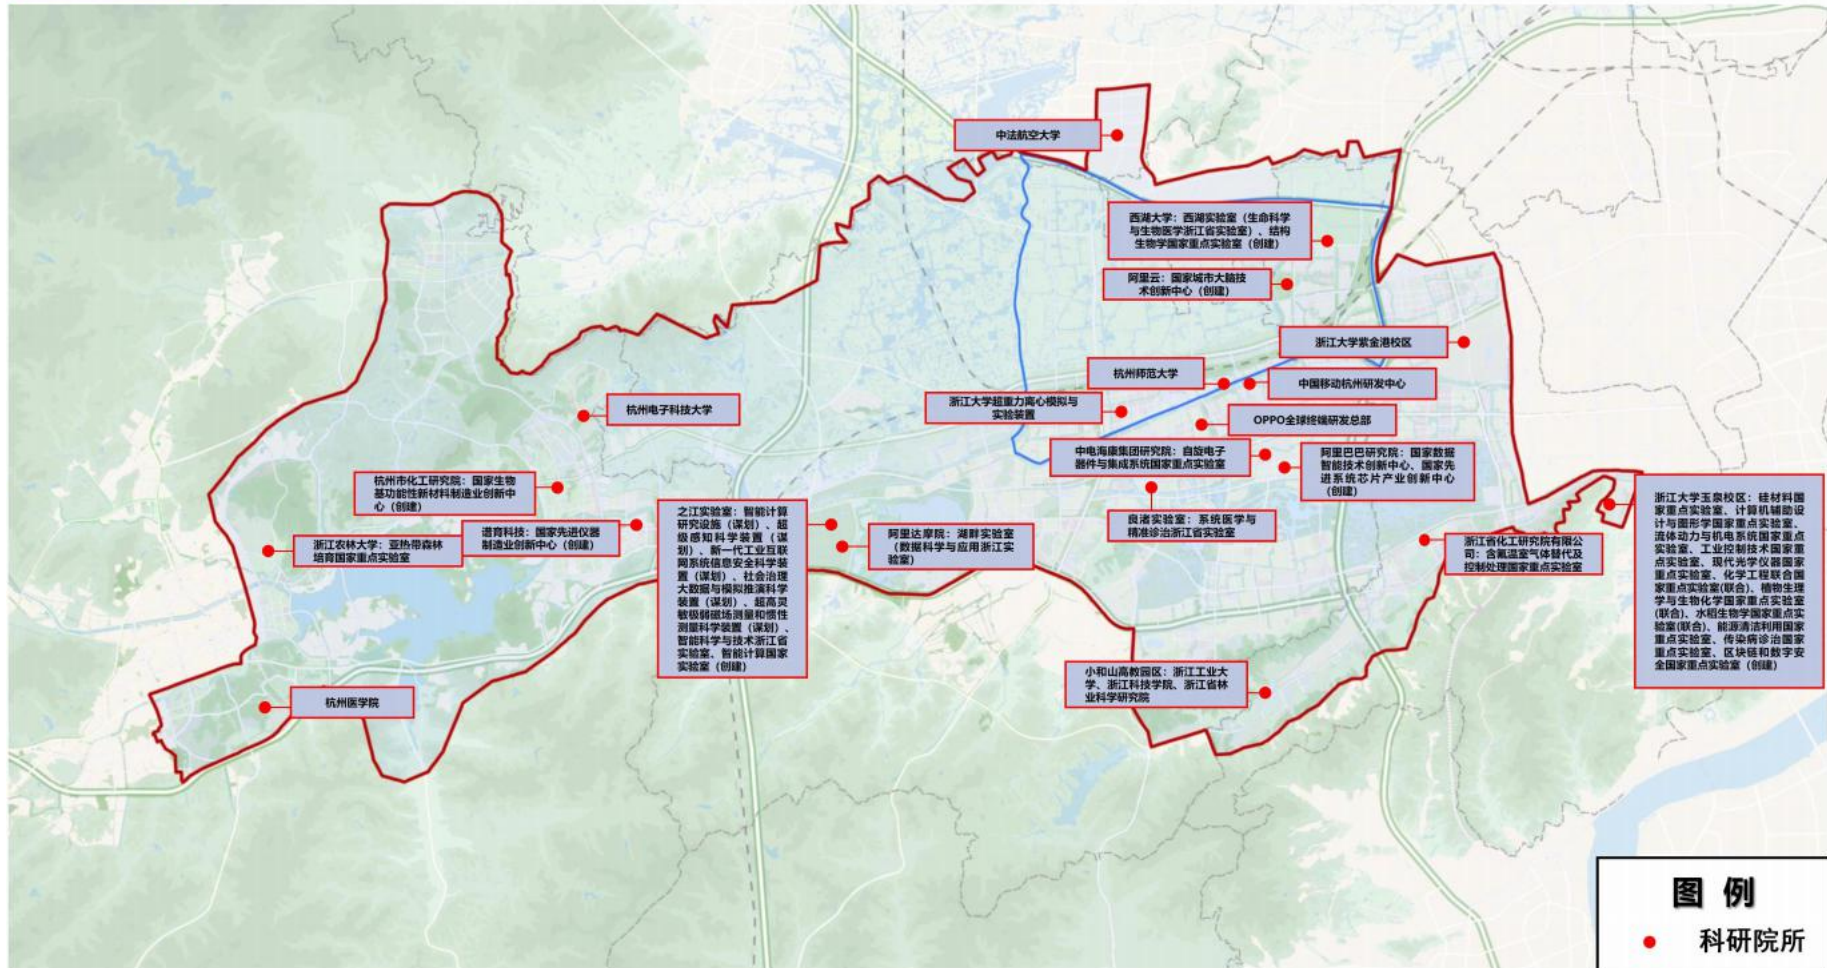 中法航空大学
西湖大学：西湖实验室（生命科学
与生物医学浙江省实验室）、结构
生物学国家重点实验室（创建）
阿里云：国家城市大脑技
术创新中心（创建）
浙江大学紫金港校区
杭州师范大学
中国移动杭州研发中心
浙江大学超重力离心模拟与
实验装置
OPPO全球终端研发总部
杭州电子科技大学
中电海康集团研究院：自旋电子
器件与集成系统国家重点实验室
阿里巴巴研究院：国家数据
智能技术创新中心、国家先
进系统芯片产业创新中心
（创建）
杭州市化工研究院：国家生物
基功能性新材料制造业创新中
心（创建）
谱育科技：国家先进仪器
制造业创新中心（创建）
浙江农林大学：亚热带森林
培育国家重点实验室
之江实验室：智能计算
研究设施（谋划）、超
级感知科学装置（谋
划）、新一代工业互联
网系统信息安全科学装
置（谋划）、社会治理
大数据与模拟推演科学
装置（谋划）、超高灵
敏极弱磁场测量和惯性
测量科学装置（谋划）、
智能科学与技术浙江省
实验室、智能计算国家
实验室（创建）
阿里达摩院：湖畔实验室
（数据科学与应用浙江实
验室）
良渚实验室：系统医学与
精准诊治浙江省实验室
浙江省化工研究院有限公
司：含氟温室气体替代及
控制处理国家重点实验室
浙江大学玉泉校区：硅材料国
家重点实验室、计算机辅助设
计与图形学国家重点实验室、
流体动力与机电系统国家重点
实验室、工业控制技术国家重
点实验室、现代光学仪器国家
重点实验室、化学工程联合国
家重点实验室(联合)、植物生理
学与生物化学国家重点实验室
(联合)、水稻生物学国家重点实
验室(联合)、能源清洁利用国家
重点实验室、传染病诊治国家
重点实验室、区块链和数字安
全国家重点实验室（创建）
小和山高教园区：浙江工业大
学、浙江科技学院、浙江省林
业科学研究院
杭州医学院
图 例
科研院所